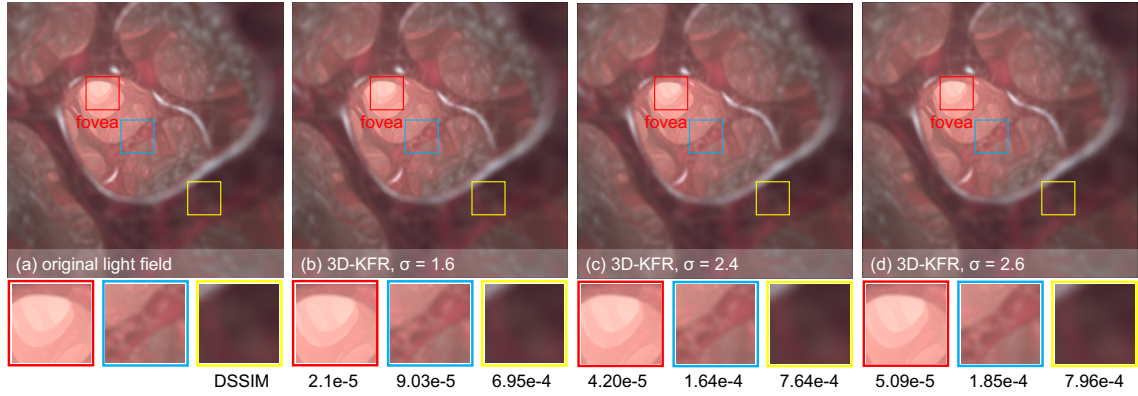 fovea
fovea
fovea
fovea
(a) original light field
(b) 3D-KFR, σ = 1.6
(c) 3D-KFR, σ = 2.4
(d) 3D-KFR, σ = 2.6
DSSIM 2.1e-5 9.03e-5 6.95e-4 4.20e-5 1.64e-4 7.64e-4 5.09e-5 1.85e-4 7.96e-4